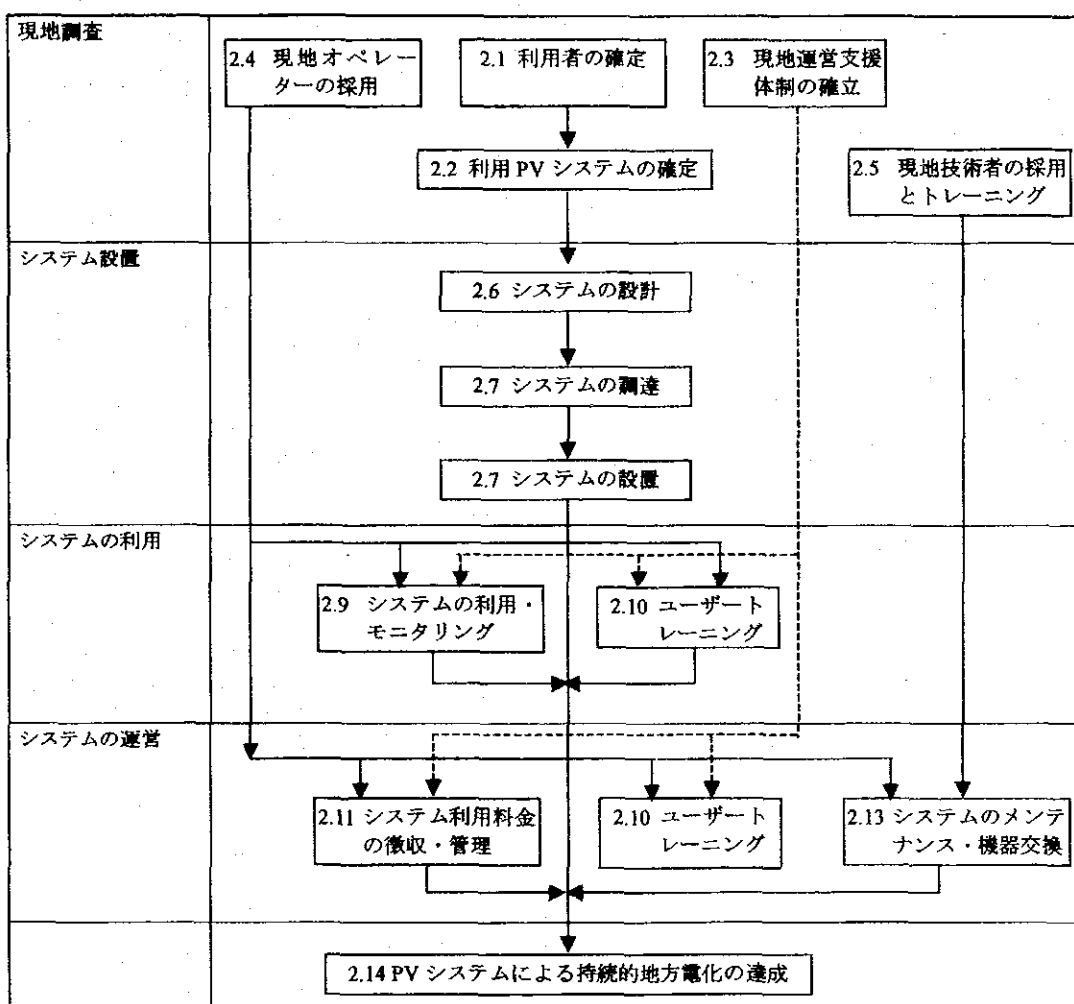 現地調査
2.4 現地オペレー
ターの採用
2.1 利用者の確定
2.3 現地運営支援
体制の確立
2.2 利用 PV システムの確定
2.5 現地技術者の採用
とトレーニング
システム設置
2.6 システムの設計
2.7 システムの調達
2.7 システムの設置
システムの利用
2.9 システムの利用・
モニタリング
2.10 ユーザート
レーニング
システムの運営
2.11 システム利用料金
の徴収・管理
2.10 ユーザート
レーニング
2.13 システムのメンテ
ナンス・機器交換
2.14 PV システムによる持続的地方電化の達成